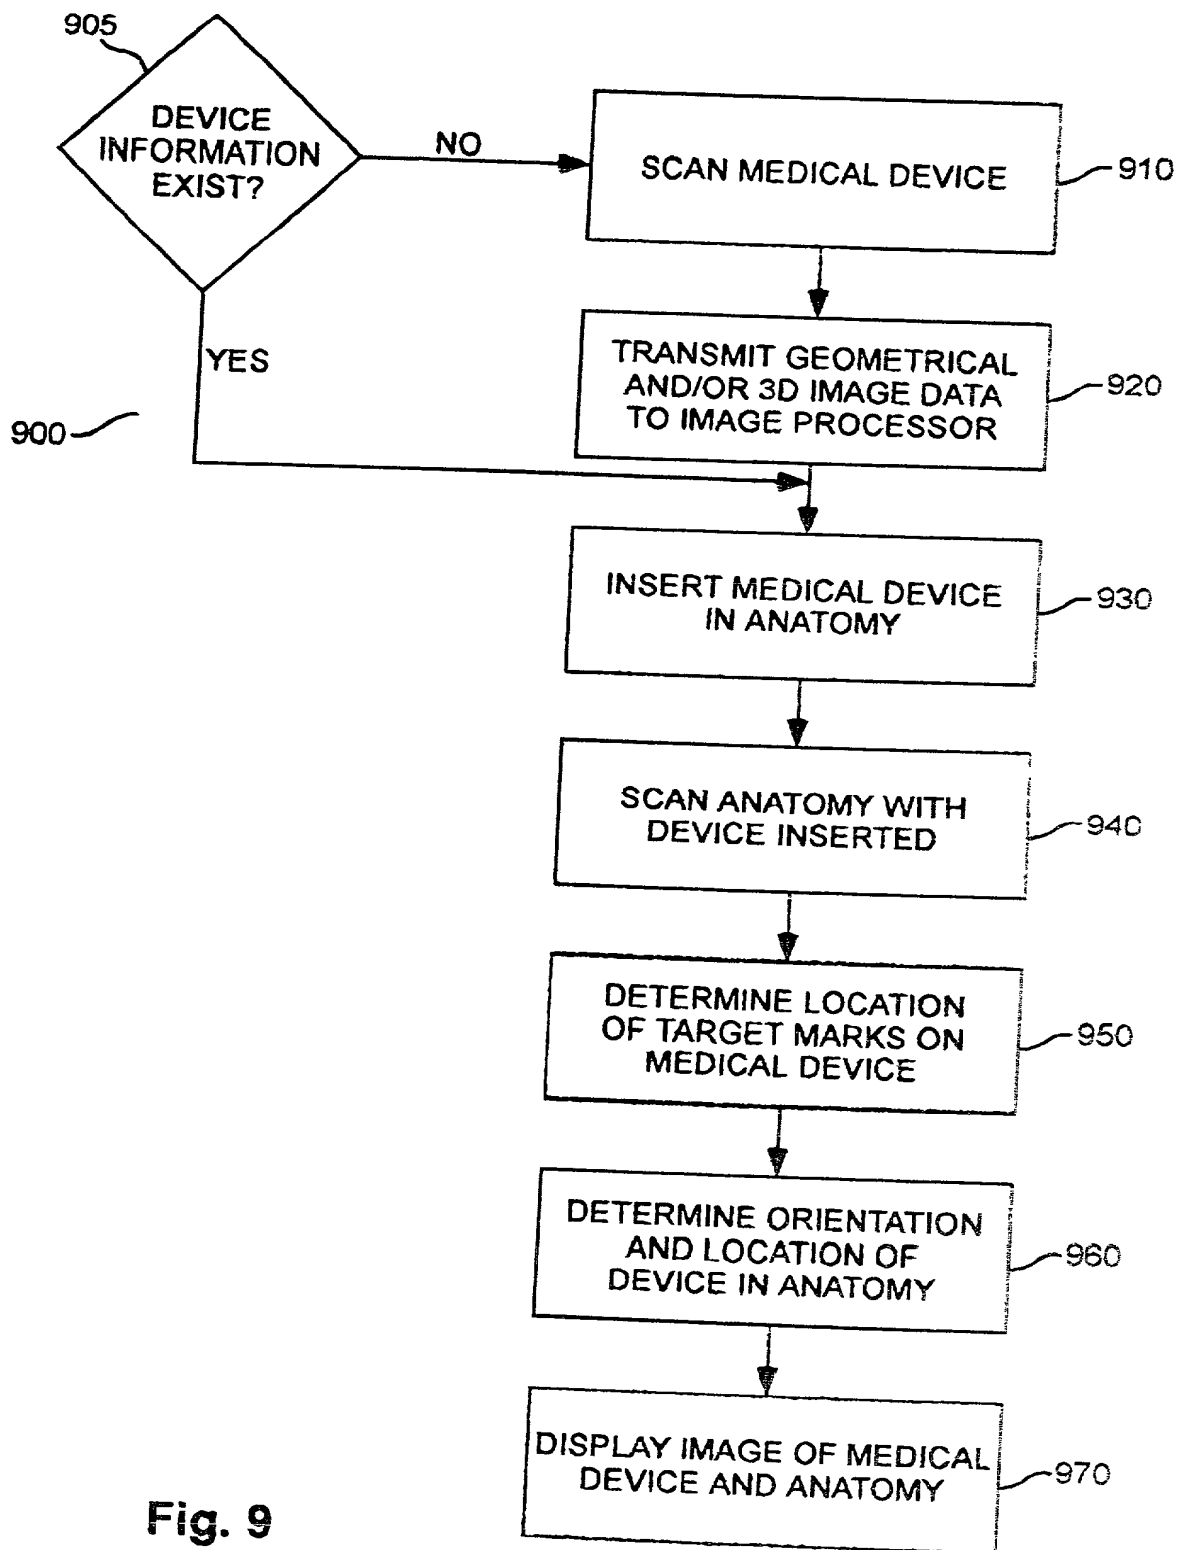 905
DEVICE
INFORMATION
EXIST?
NO
SCAN MEDICAL DEVICE
910
TRANSMIT GEOMETRICAL
AND/OR 3D IMAGE DATA
TO IMAGE PROCESSOR
920
YES
900
INSERT MEDICAL DEVICE
IN ANATOMY
930
SCAN ANATOMY WITH
DEVICE INSERTED
940
DETERMINE LOCATION
OF TARGET MARKS ON
MEDICAL DEVICE
950
DETERMINE ORIENTATION
AND LOCATION OF
DEVICE IN ANATOMY
960
DISPLAY IMAGE OF MEDICAL
DEVICE AND ANATOMY
970
Fig. 9